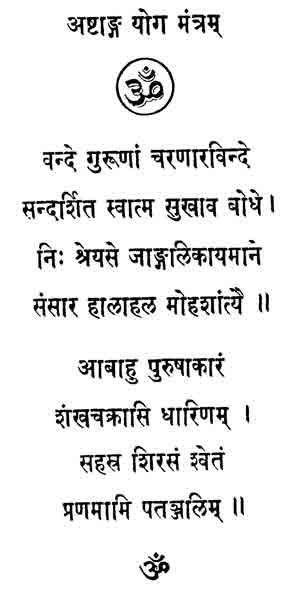 अष्टाङ्ग योग मंत्रम्
ॐ
वन्दे गुरूणां चरणारविन्दे
सन्दर्शित स्वात्म सुखाव बोधे।
निः श्रेयसे जाङ्गलिकायमाने
संसार हालाहल मोहशांत्यै ॥
आबाहु पुरुषाकारं
शंखचक्रासि धारिणम् ।
सहस्र शिरसं श्वेतं
प्रणमामि पतञ्जलिम् ॥
ॐ